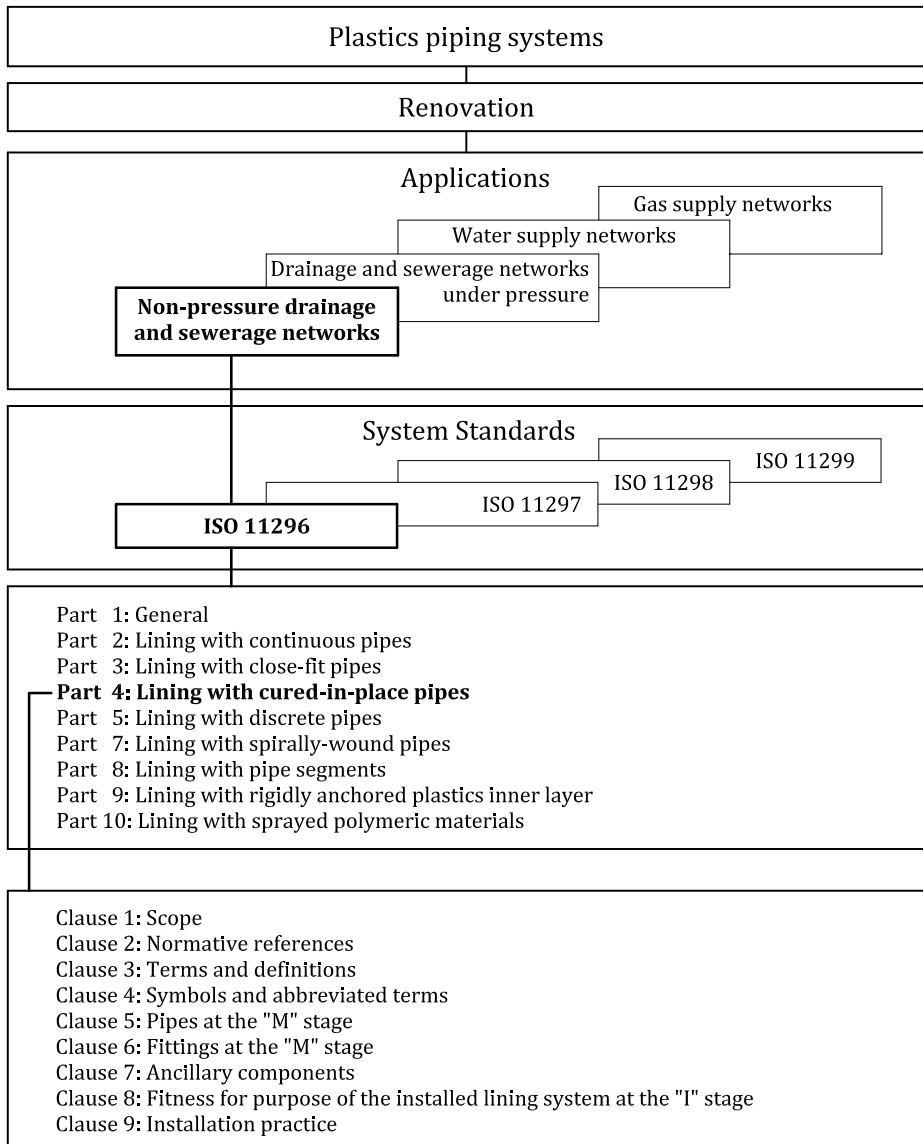 Plastics piping systems
Renovation
Applications
Gas supply networks
Water supply networks
Drainage and sewerage networks
under pressure
Non-pressure drainage
and sewerage networks
System Standards
ISO 11299
ISO 11298
ISO 11297
ISO 11296
Part 1: General
Part 2: Lining with continuous pipes
Part 3: Lining with close-fit pipes
Part 4: Lining with cured-in-place pipes
Part 5: Lining with discrete pipes
Part 7: Lining with spirally-wound pipes
Part 8: Lining with pipe segments
Part 9: Lining with rigidly anchored plastics inner layer
Part 10: Lining with sprayed polymeric materials
Clause 1: Scope
Clause 2: Normative references
Clause 3: Terms and definitions
Clause 4: Symbols and abbreviated terms
Clause 5: Pipes at the "M" stage
Clause 6: Fittings at the "M" stage
Clause 7: Ancillary components
Clause 8: Fitness for purpose of the installed lining system at the "I" stage
Clause 9: Installation practice